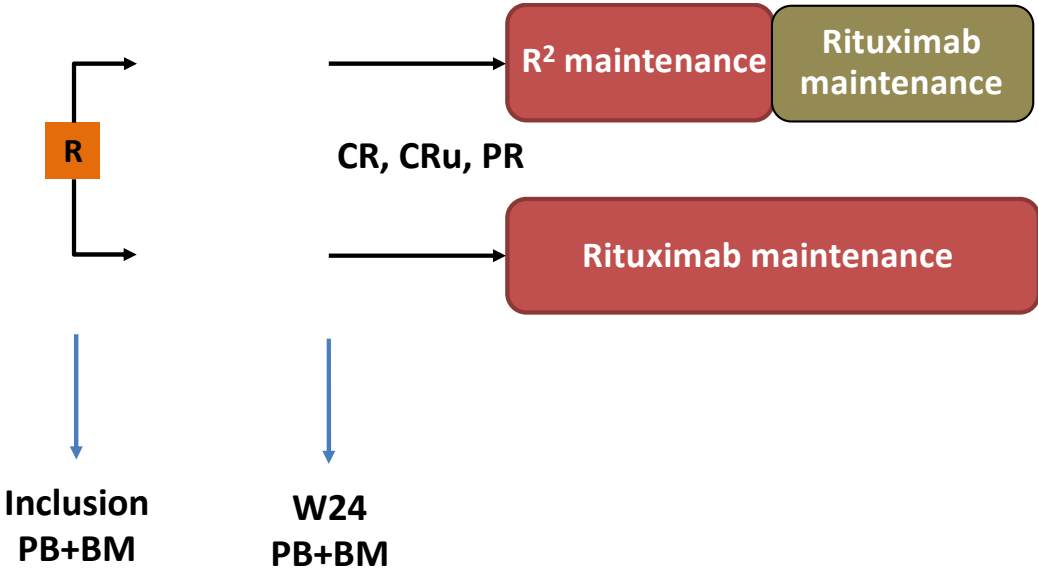 R² maintenance
Rituximab
maintenance
R
CR, CRu, PR
Rituximab maintenance
Inclusion
PB+BM
W24
PB+BM